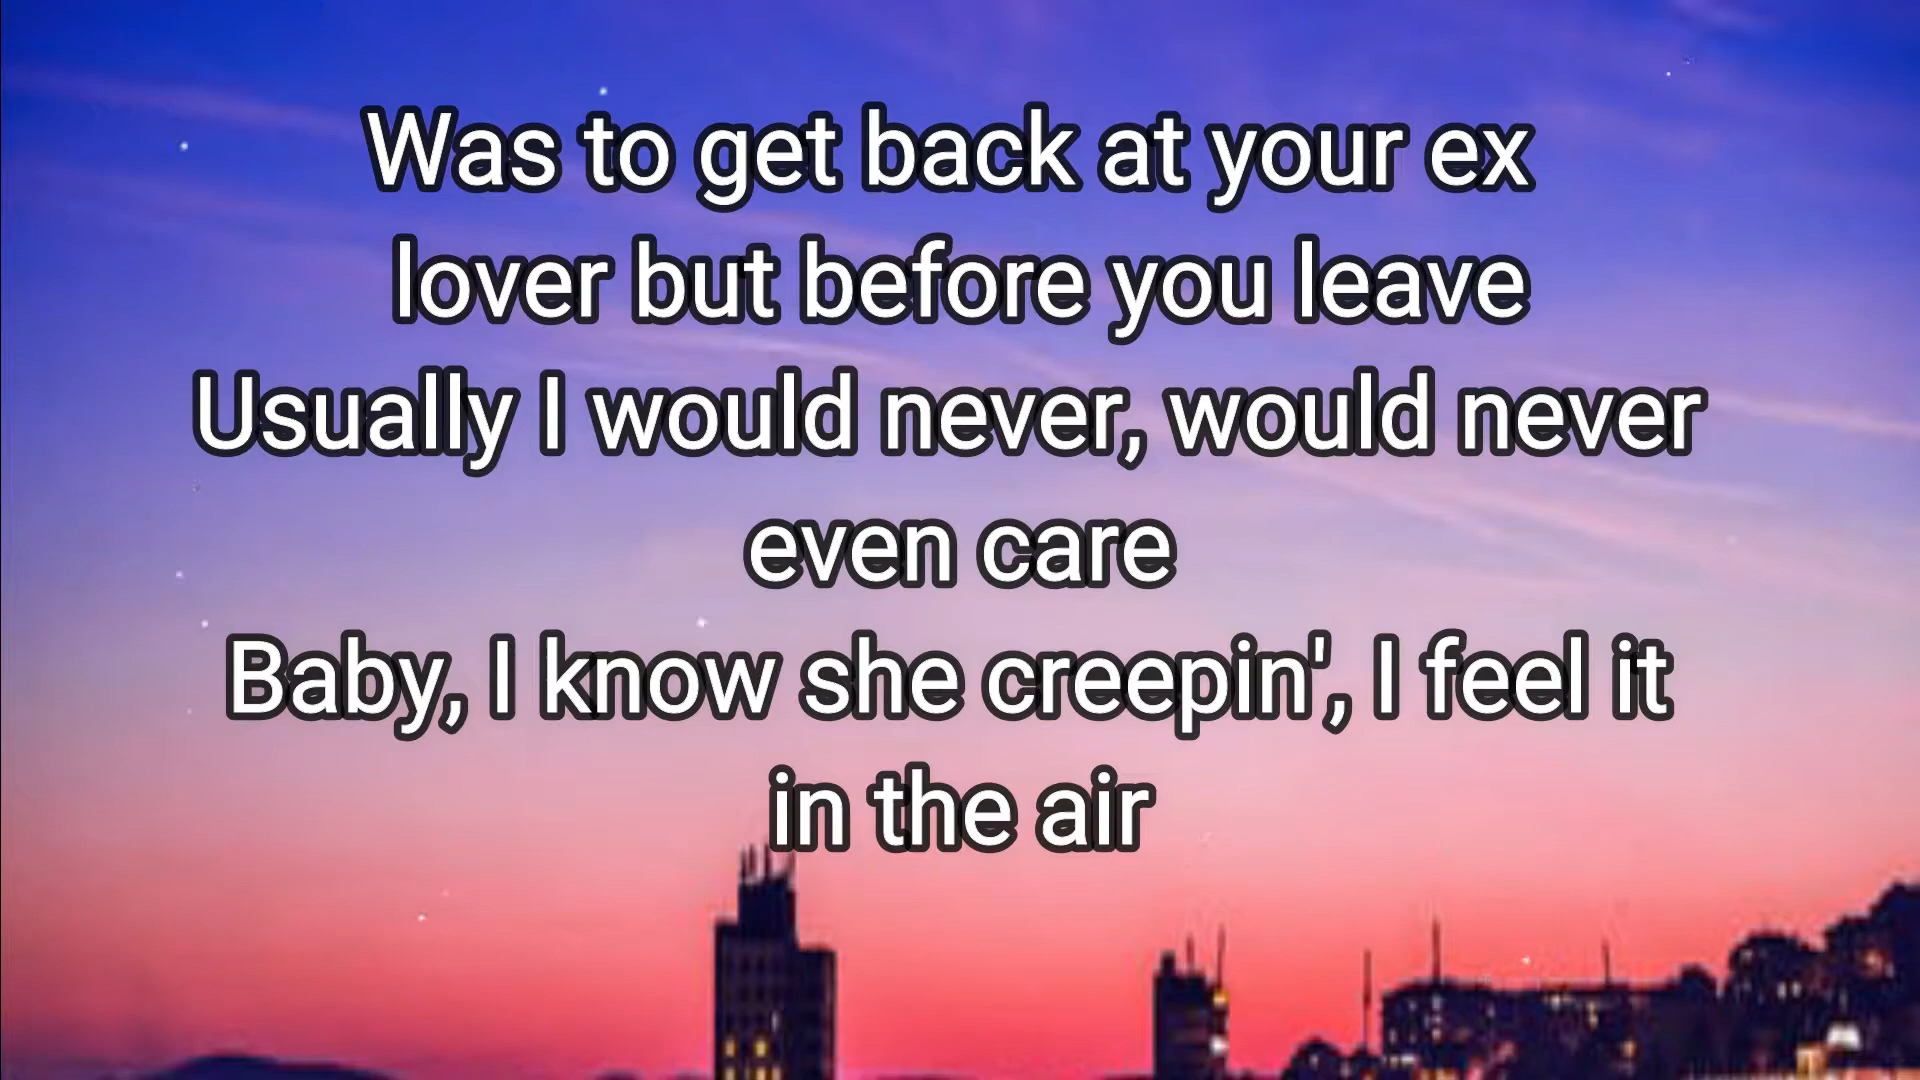 Was to get back at your ex
lover but before you leave
Usually I would never, would never
even care
Baby, I know she creepin', I feel it
in the air